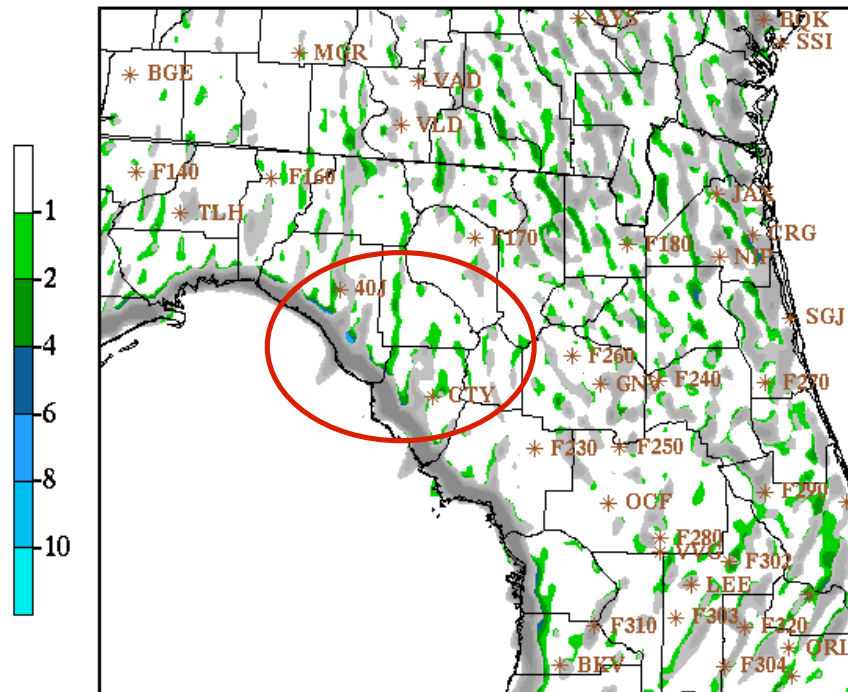 AYS
BQK
SSI
MGR
BGE
VAD
VLD
F140
F160
JAX
1
TLH
F170
CRG
F180
NIP
2
40J
SGJ
4
F260
GNV
F240
F270
CTY
6
F230
F250
8
F290
OCF
10
F280
VVG
F302
LEE
F303
F310
F320
ORL
BKV
F304